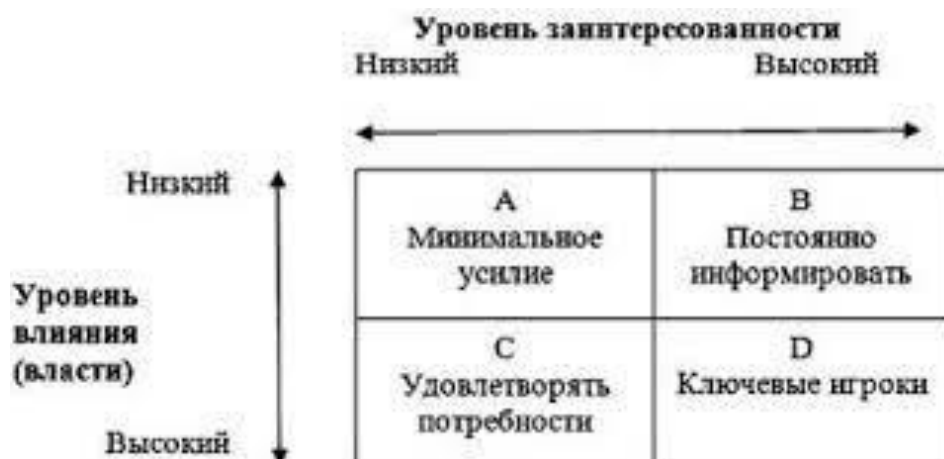 Уровень заинтересованности
Низкий Высокий
Низкий
Уровень
влияния
(власти)
Высокий
A
Минимальное
усилие
B
Постоянно
информировать
C
Удовлетворять
потребности
D
Ключевые игроки